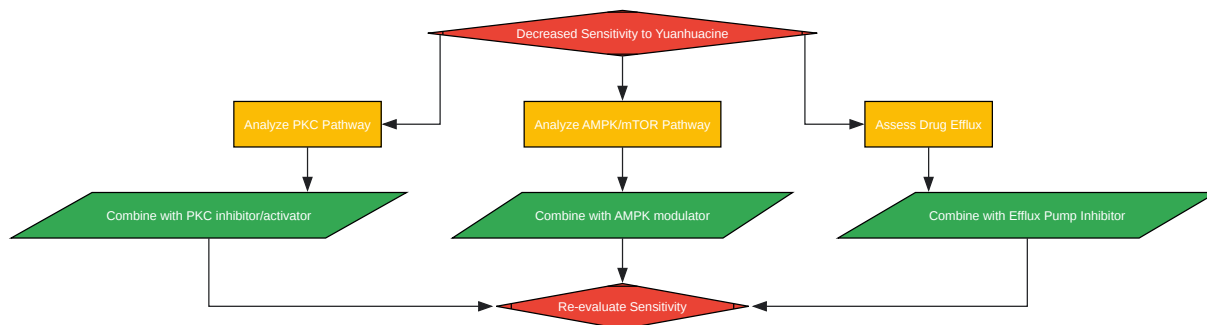 Decreased Sensitivity to Yuanhuacine
Analyze PKC Pathway
Analyze AMPK/mTOR Pathway
Assess Drug Efflux
Combine with PKC inhibitor/activator
Combine with AMPK modulator
Combine with Efflux Pump Inhibitor
Re-evaluate Sensitivity